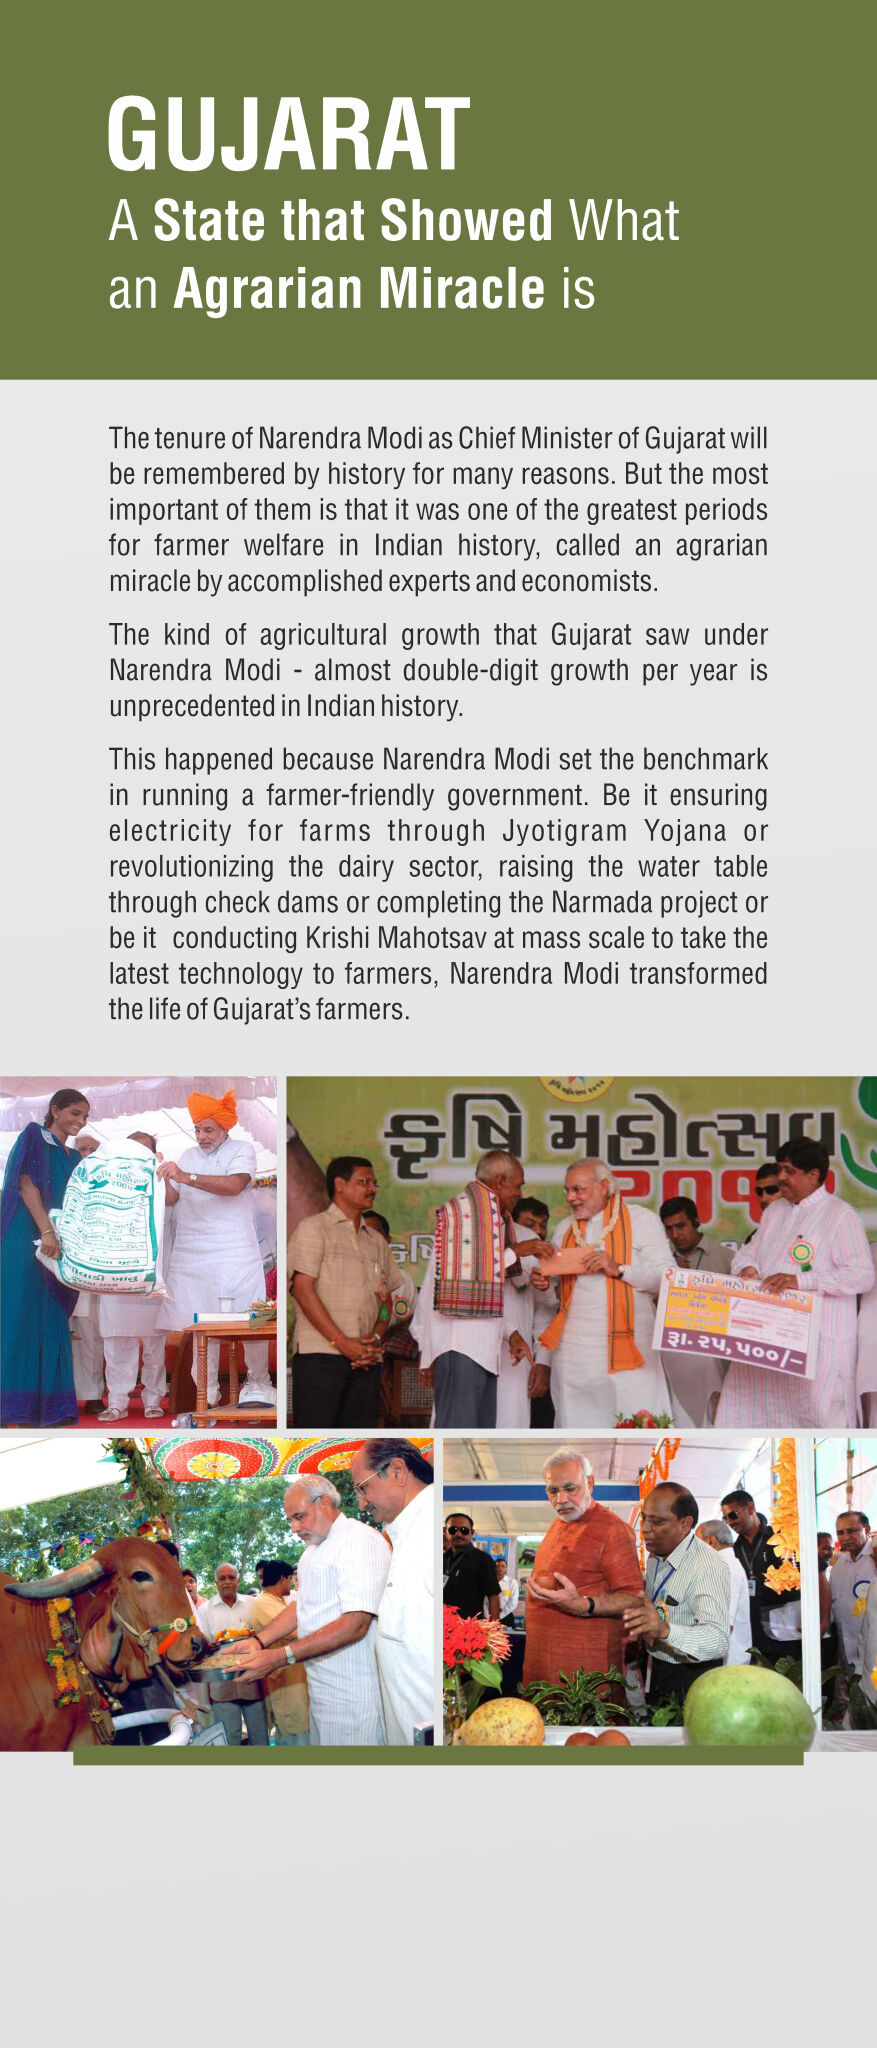 GUJARAT
A State that Showed What
an Agrarian Miracle is
The tenure of Narendra Modi as Chief Minister of Gujarat will
be remembered by history for many reasons. But the most
important of them is that it was one of the greatest periods
for farmer welfare in Indian history, called an agrarian
miracle by accomplished experts and economists.
The kind of agricultural growth that Gujarat saw under
Narendra Modi - almost double-digit growth per year is
unprecedented in Indian history.
This happened because Narendra Modi set the benchmark
in running a farmer-friendly government. Be it ensuring
electricity for farms through Jyotigram Yojana or
revolutionizing the dairy sector, raising the water table
through check dams or completing the Narmada project or
be it conducting Krishi Mahotsav at mass scale to take the
latest technology to farmers, Narendra Modi transformed
the life of Gujarat's farmers.
કૃષિ મહોત્સવ
૨૦૦૫
કૃષિ મહોત્સવ
કૃષિ મહોત્સવ
રૂા. ૨૫,૫૦૦/-